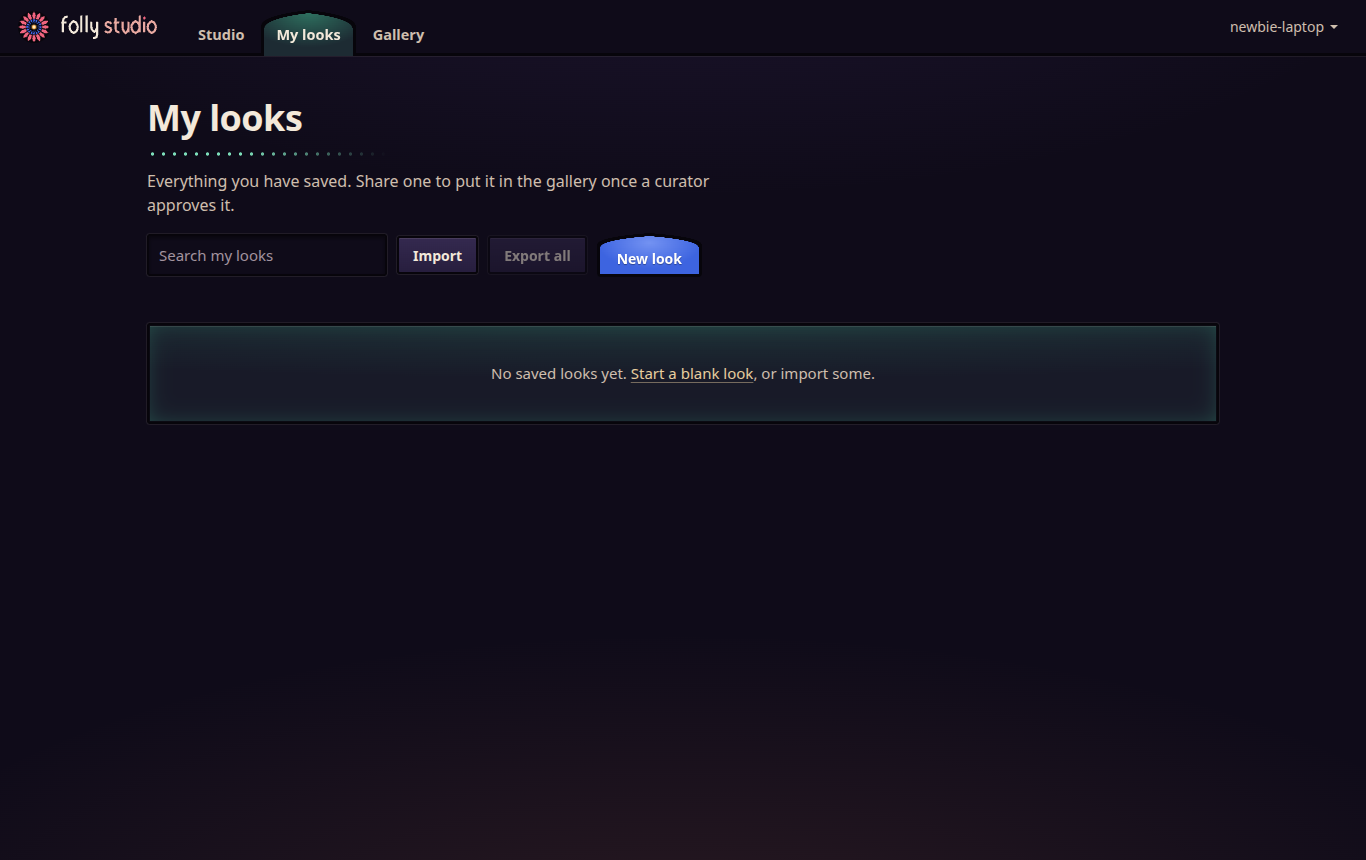 folly studio
Studio
My looks
Gallery
newbie-laptop
My looks
Everything you have saved. Share one to put it in the gallery once a curator
approves it.
Search my looks
Import
Export all
New look
No saved looks yet. Start a blank look, or import some.